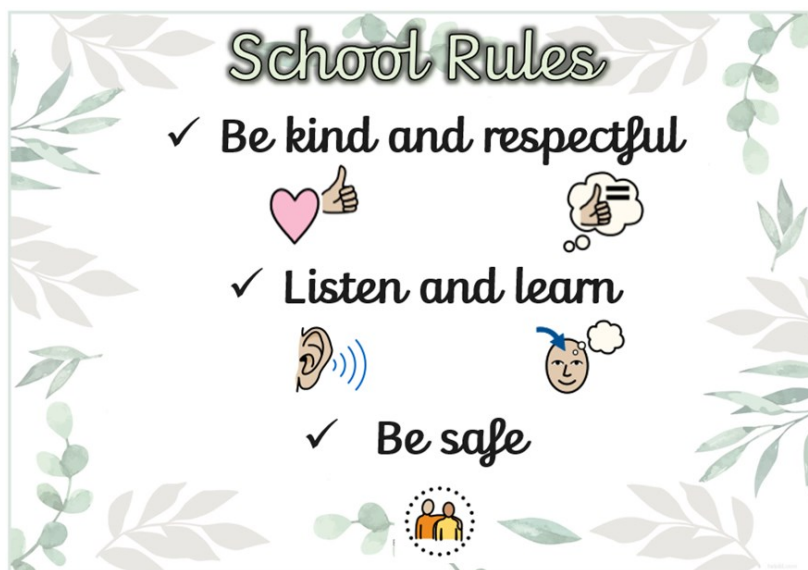 School Rules
✓ Be kind and respectful
✓ Listen and learn
✓ Be safe